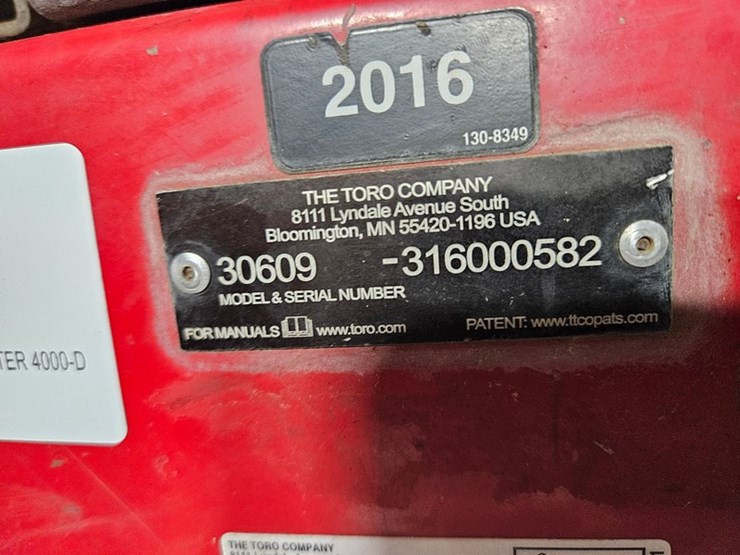 2016
130-8349
THE TORO COMPANY
8111 Lyndale Avenue South
Bloomington, MN 55420-1196 USA
30609 -316000582
MODEL & SERIAL NUMBER
FOR MANUALS www.toro.com PATENT: www.ttcopats.com
TER 4000-D
THE TORO COMPANY